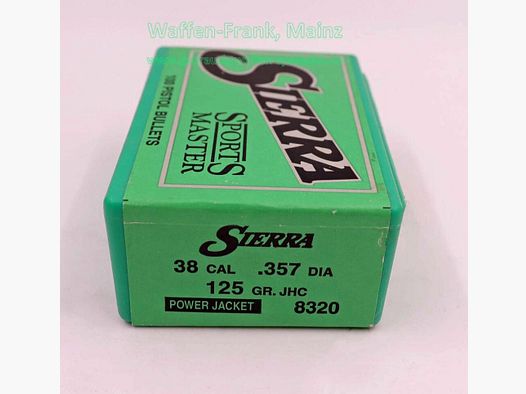 Waffen-Frank, Mainz
SIERRA
SPORTS
MASTER
100 PISTOL BULLETS
SIERRA
38 CAL .357 DIA
125 GR. JHC
POWER JACKET 8320